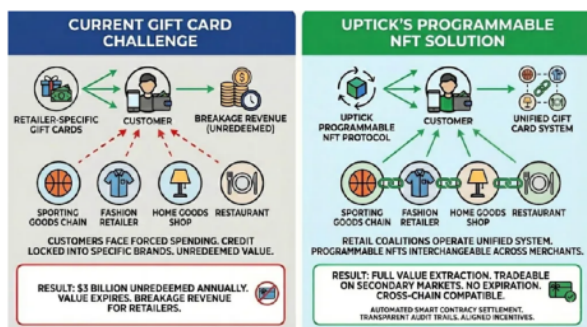 CURRENT GIFT CARD
CHALLENGE
RETAILER-SPECIFIC
GIFT CARDS
CUSTOMER
BREAKAGE REVENUE
(UNREDEEMED)
SPORTING
GOODS CHAIN
FASHION
RETAILER
HOME GOODS
SHOP
RESTAURANT
CUSTOMERS FACE FORCED SPENDING. CREDIT
LOCKED INTO SPECIFIC BRANDS. UNREDEEMED VALUE.
RESULT: $3 BILLION UNREDEEMED ANNUALLY.
VALUE EXPIRES. BREAKAGE REVENUE
FOR RETAILERS.
UPTICK'S PROGRAMMABLE
NFT SOLUTION
UPTICK
PROGRAMMABLE
NFT PROTOCOL
CUSTOMER
UNIFIED GIFT
CARD SYSTEM
SPORTING
GOODS CHAIN
FASHION
RETAILER
HOME GOODS
SHOP
RESTAURANT
RETAIL COALITIONS OPERATE UNIFIED SYSTEM.
PROGRAMMABLE NFTS INTERCHANGEABLE ACROSS MERCHANTS.
RESULT: FULL VALUE EXTRACTION. TRADEABLE
ON SECONDARY MARKETS. NO EXPIRATION.
CROSS-CHAIN COMPATIBLE.
AUTOMATED SMART CONTRACTY SETTLEMENT.
TRANSPARENT AUDIT TRAILS. ALIGNED INCENTIVES.